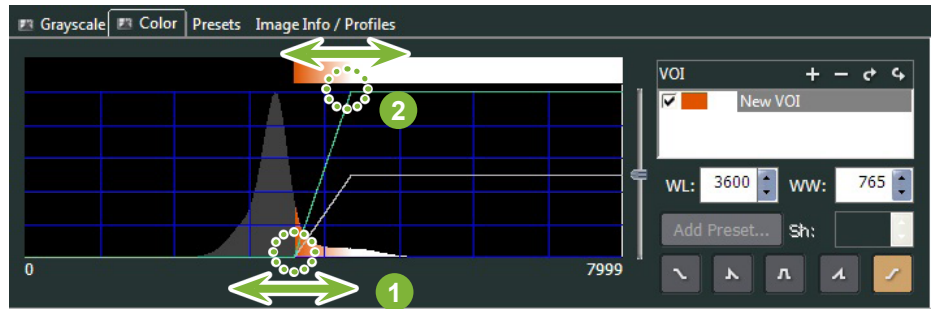 Grayscale Color Presets Image Info / Profiles
VOI + −
New VOI
2
WL: 3600 WW: 765
Add Preset... Sh:
0 7999
1